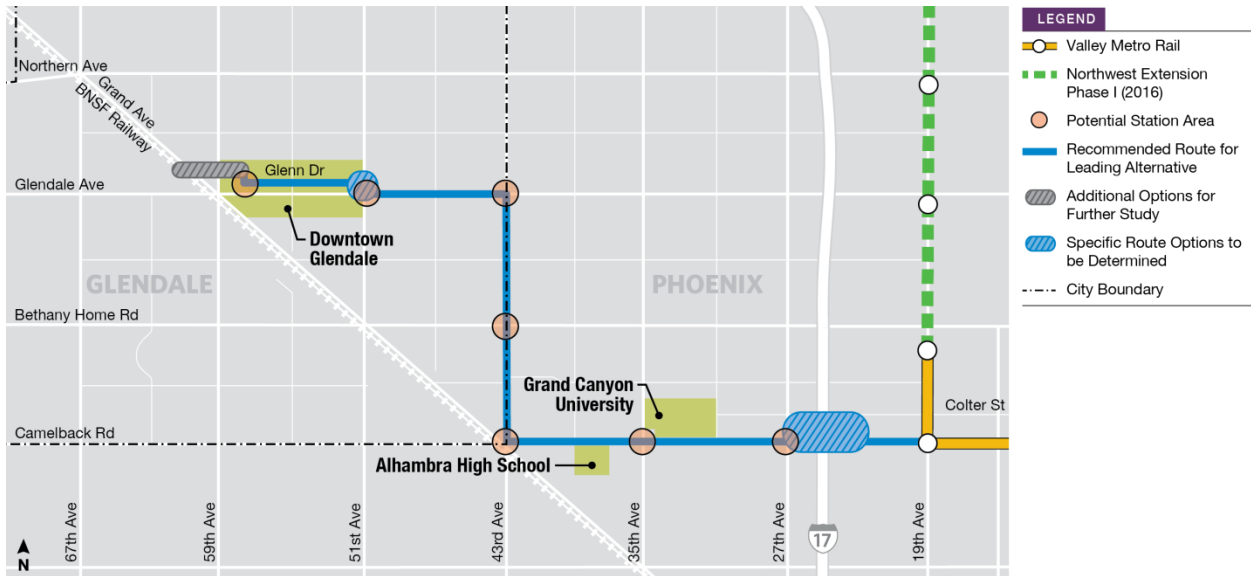 Northern Ave
Grand Ave
BNSF Railway
Glenn Dr
Glendale Ave
Downtown
Glendale
GLENDALE
PHOENIX
Bethany Home Rd
Grand Canyon
University
Colter St
Camelback Rd
Alhambra High School
67th Ave
59th Ave
51st Ave
43rd Ave
35th Ave
27th Ave
17
19th Ave
N
LEGEND
Valley Metro Rail
Northwest Extension
Phase I (2016)
Potential Station Area
Recommended Route for
Leading Alternative
Additional Options for
Further Study
Specific Route Options to
be Determined
City Boundary